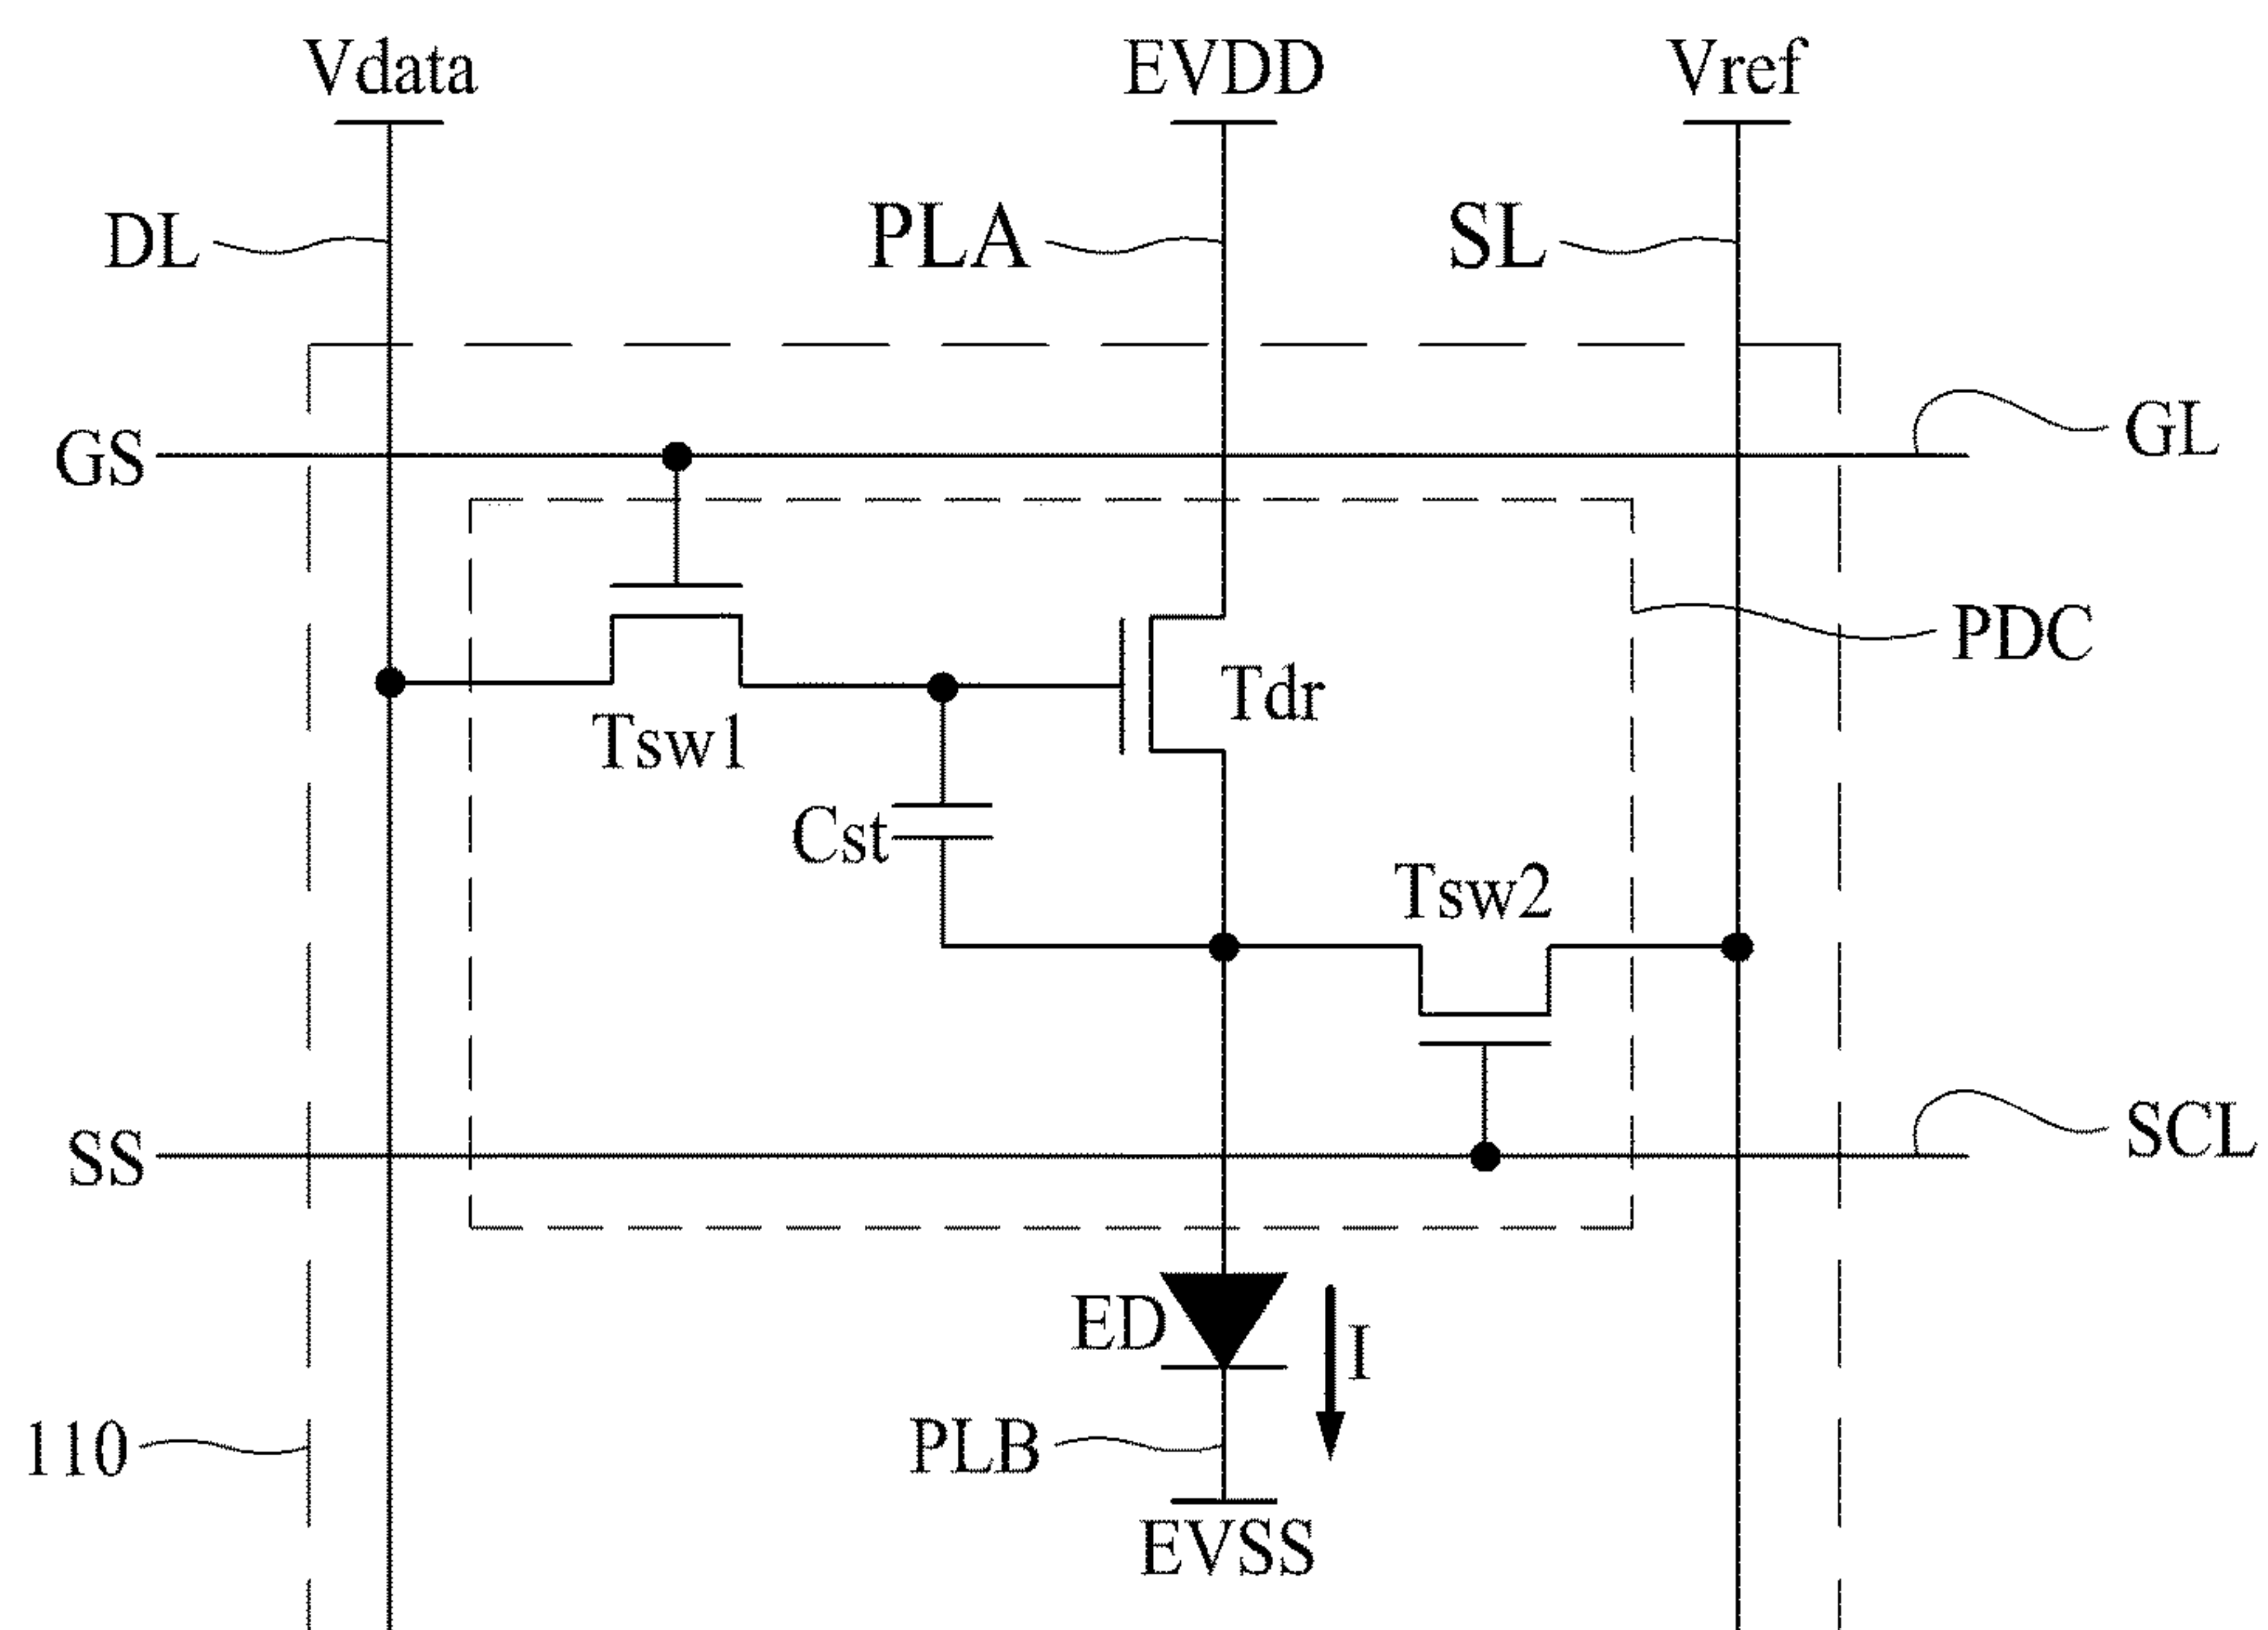 Vdata
EVDD
Vref
DL
PLA
SL
GS
GL
PDC
Tsw1
Tdr
Cst
Tsw2
SS
SCL
ED
I
110
PLB
EVSS